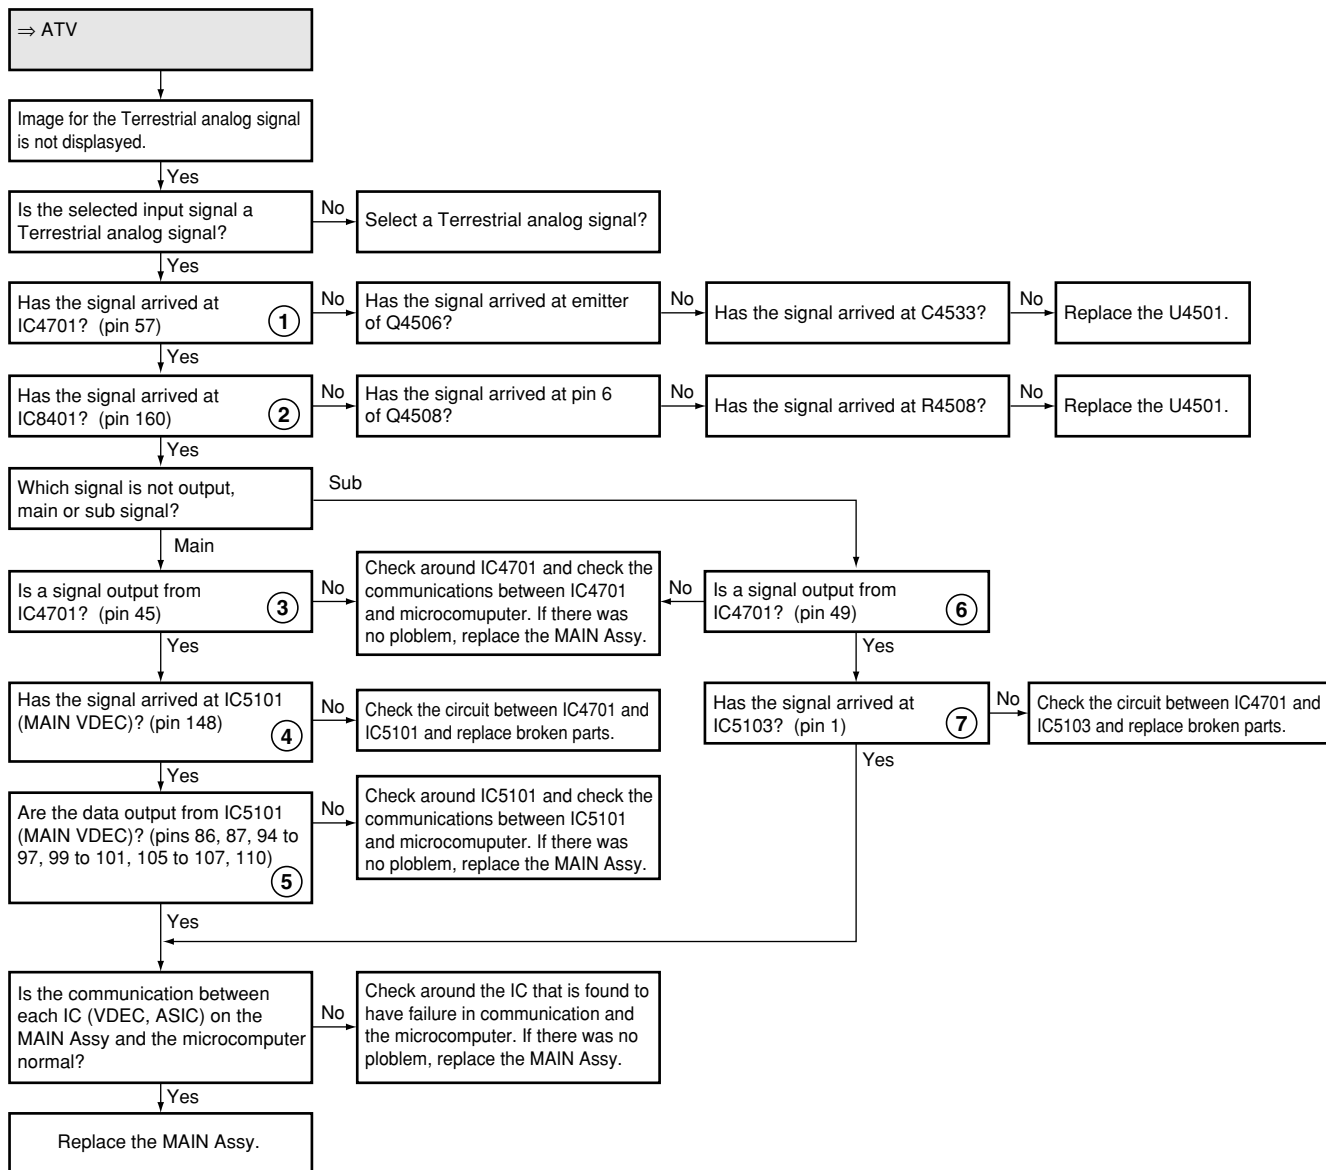 ⇒ ATV
Image for the Terrestrial analog signal
is not displasyed.
Yes
Is the selected input signal a
Terrestrial analog signal?
No
Select a Terrestrial analog signal?
Yes
Has the signal arrived at
IC4701? (pin 57)
1
No
Has the signal arrived at emitter
of Q4506?
No
Has the signal arrived at C4533?
No
Replace the U4501.
Yes
Has the signal arrived at
IC8401? (pin 160)
2
No
Has the signal arrived at pin 6
of Q4508?
No
Has the signal arrived at R4508?
No
Replace the U4501.
Yes
Which signal is not output,
main or sub signal?
Sub
Main
Is a signal output from
IC4701? (pin 45)
3
No
Check around IC4701 and check the
communications between IC4701
and microcomuputer. If there was
no ploblem, replace the MAIN Assy.
No
Is a signal output from
IC4701? (pin 49)
6
Yes
Yes
Has the signal arrived at IC5101
(MAIN VDEC)? (pin 148)
4
No
Check the circuit between IC4701 and
IC5101 and replace broken parts.
Has the signal arrived at
IC5103? (pin 1)
7
No
Check the circuit between IC4701 and
IC5103 and replace broken parts.
Yes
Yes
Are the data output from IC5101
(MAIN VDEC)? (pins 86, 87, 94 to
97, 99 to 101, 105 to 107, 110)
5
No
Check around IC5101 and check the
communications between IC5101
and microcomuputer. If there was
no ploblem, replace the MAIN Assy.
Yes
Is the communication between
each IC (VDEC, ASIC) on the
MAIN Assy and the microcomputer
normal?
No
Check around the IC that is found to
have failure in communication and
the microcomputer. If there was no
ploblem, replace the MAIN Assy.
Yes
Replace the MAIN Assy.